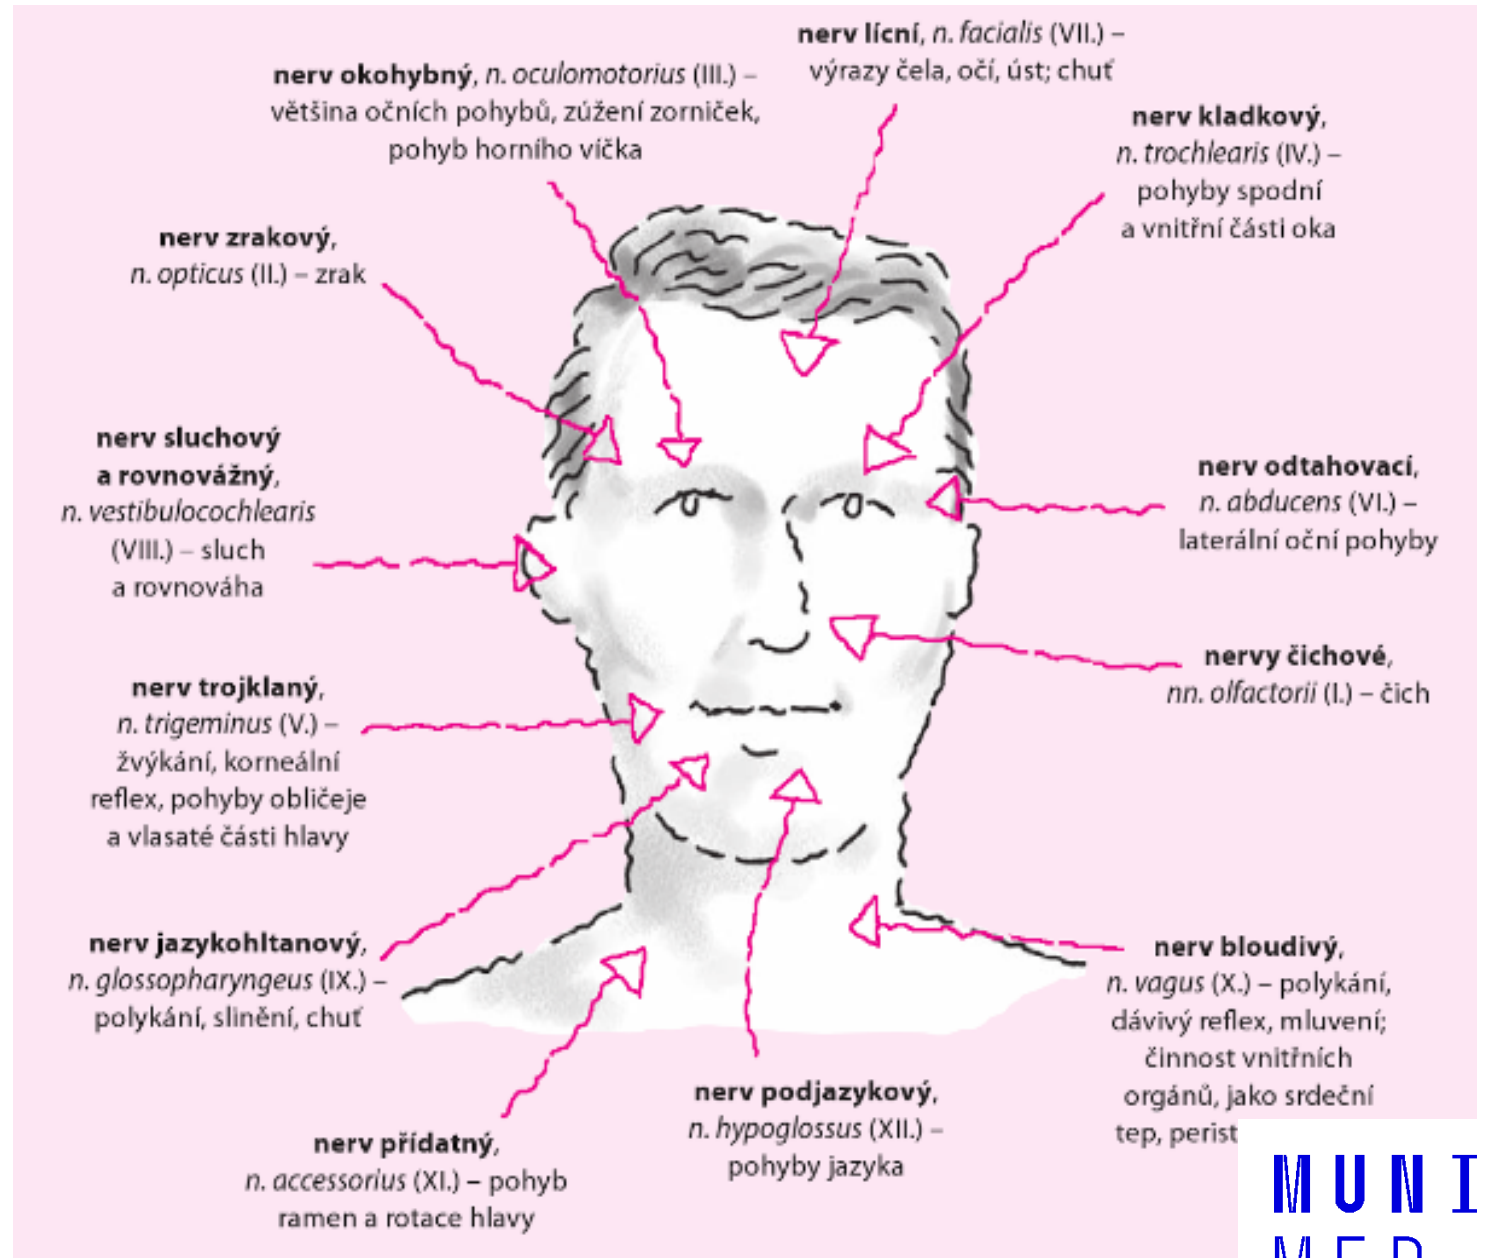 nerv lícní, n. facialis (VII.) –
výrazy čela, očí, úst; chuť
nerv okohybný, n. oculomotorius (III.) –
většina očních pohybů, zúžení zorniček,
pohyb horního víčka
nerv kladkový,
n. trochlearis (IV.) –
pohyby spodní
a vnitřní části oka
nerv zrakový,
n. opticus (II.) – zrak
nerv sluchový
a rovnovážný,
n. vestibulocochlearis
(VIII.) – sluch
a rovnováha
nerv odtahovací,
n. abducens (VI.) –
laterální oční pohyby
nervy čichové,
nn. olfactorii (I.) – čich
nerv trojklaný,
n. trigeminus (V.) –
žvýkání, korneální
reflex, pohyby obličeje
a vlasaté části hlavy
nerv jazykohltanový,
n. glossopharyngeus (IX.) –
polykání, slinění, chuť
nerv bloudivý,
n. vagus (X.) – polykání,
dávivý reflex, mluvení;
činnost vnitřních
orgánů, jako srdeční
tep, perist
nerv podjazykový,
n. hypoglossus (XII.) –
pohyby jazyka
nerv přídatný,
n. accessorius (XI.) – pohyb
ramen a rotace hlavy
MUNI
MED